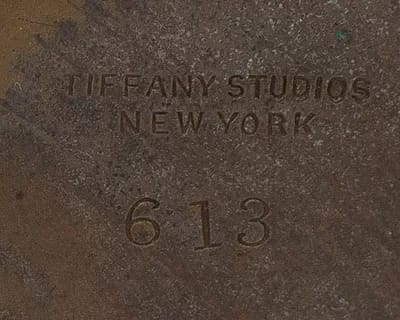 TIFFANY STUDIOS
NEW YORK
613